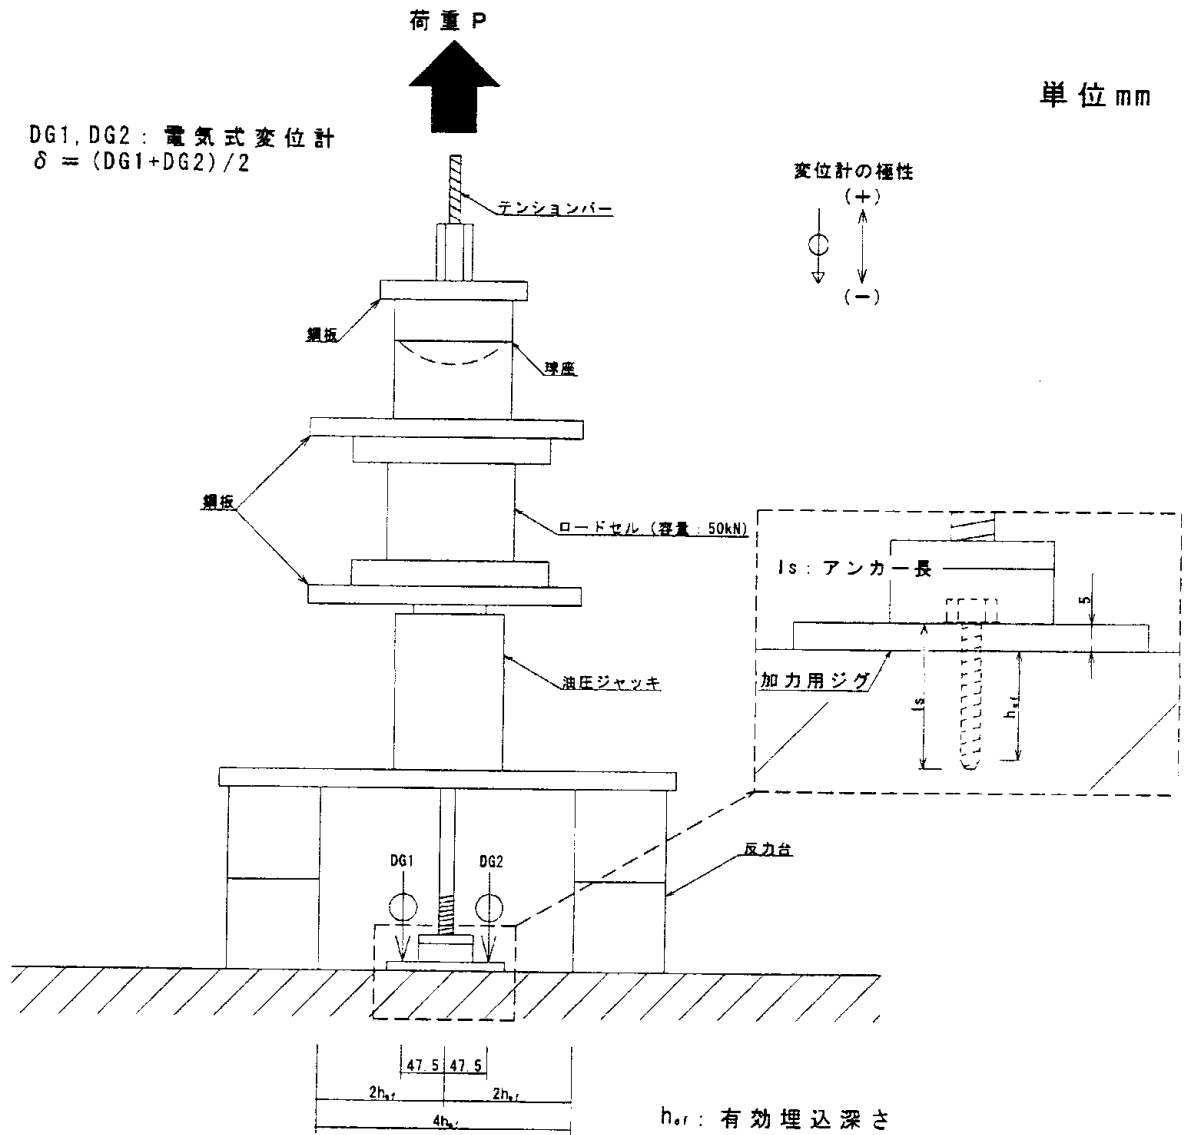 荷重P
単位mm
DG1,DG2: 電気式変位計
δ = (DG1+DG2)/2
変位計の極性
(+)
(-)
テンションバー
鋼板
球座
鋼板
ロードセル (容量:50kN)
ls: アンカー長
5
油圧ジャッキ
加力用ジグ
ls
hef
反力台
DG1
DG2
47.5
47.5
2hef
2hef
4hef
hef: 有効埋込深さ